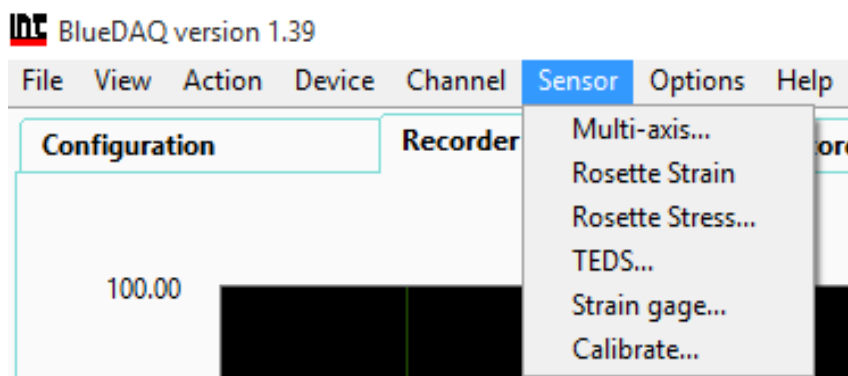 BlueDAQ version 1.39
File View Action Device Channel Sensor Options Help
Configuration Recorder
Multi-axis...
Rosette Strain
Rosette Stress...
TEDS...
Strain gage...
Calibrate...
100.00